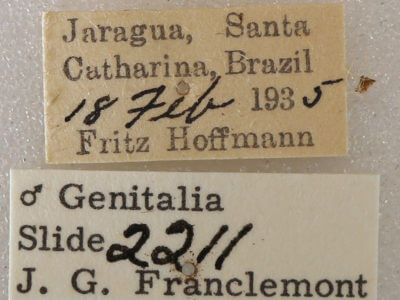 Jaragua, Santa
Catharina, Brazil
18 Feb 1935
Fritz Hoffmann
♂ Genitalia
Slide 2211
J. G. Franclemont